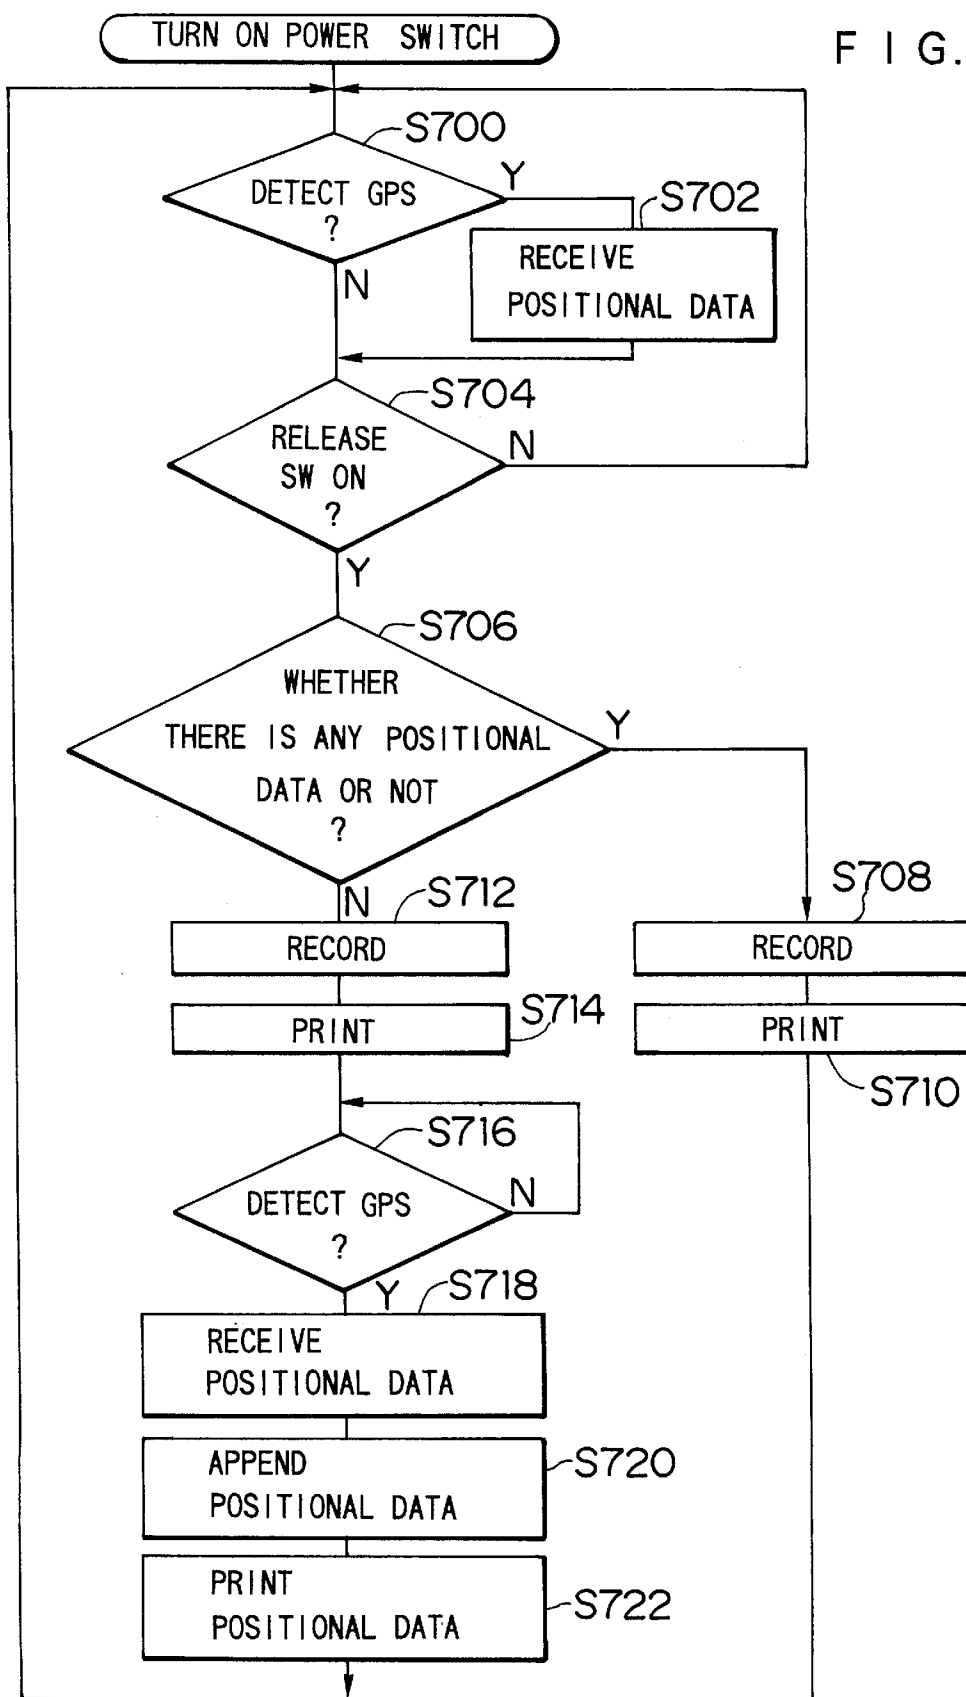 TURN ON POWER SWITCH
FIG.
S700
DETECT GPS
?
Y
N
S702
RECEIVE
POSITIONAL DATA
S704
RELEASE
SW ON
?
N
Y
S706
WHETHER
THERE IS ANY POSITIONAL
DATA OR NOT
?
Y
N
S712
RECORD
S708
RECORD
S714
PRINT
PRINT
S710
S716
DETECT GPS
?
N
Y
S718
RECEIVE
POSITIONAL DATA
APPEND
POSITIONAL DATA
S720
PRINT
POSITIONAL DATA
S722